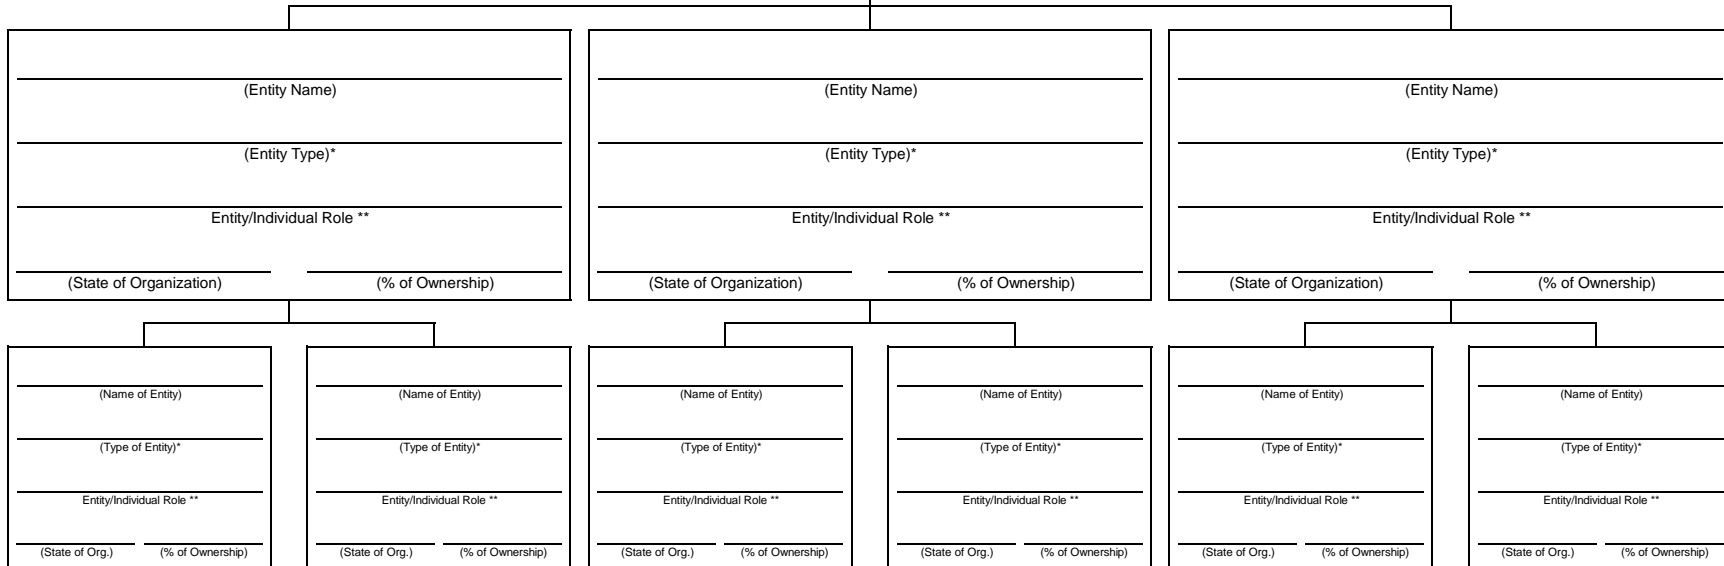 (Entity Name) (Entity Name) (Entity Name)
(Entity Type)* (Entity Type)* (Entity Type)*
Entity/Individual Role ** Entity/Individual Role ** Entity/Individual Role **
(State of Organization) (% of Ownership) (State of Organization) (% of Ownership) (State of Organization) (% of Ownership)
(Name of Entity) (Name of Entity) (Name of Entity) (Name of Entity) (Name of Entity) (Name of Entity)
(Type of Entity)* (Type of Entity)* (Type of Entity)* (Type of Entity)* (Type of Entity)* (Type of Entity)*
Entity/Individual Role ** Entity/Individual Role ** Entity/Individual Role ** Entity/Individual Role ** Entity/Individual Role ** Entity/Individual Role **
(State of Org.) (% of Ownership) (State of Org.) (% of Ownership) (State of Org.) (% of Ownership) (State of Org.) (% of Ownership) (State of Org.) (% of Ownership) (State of Org.) (% of Ownership)